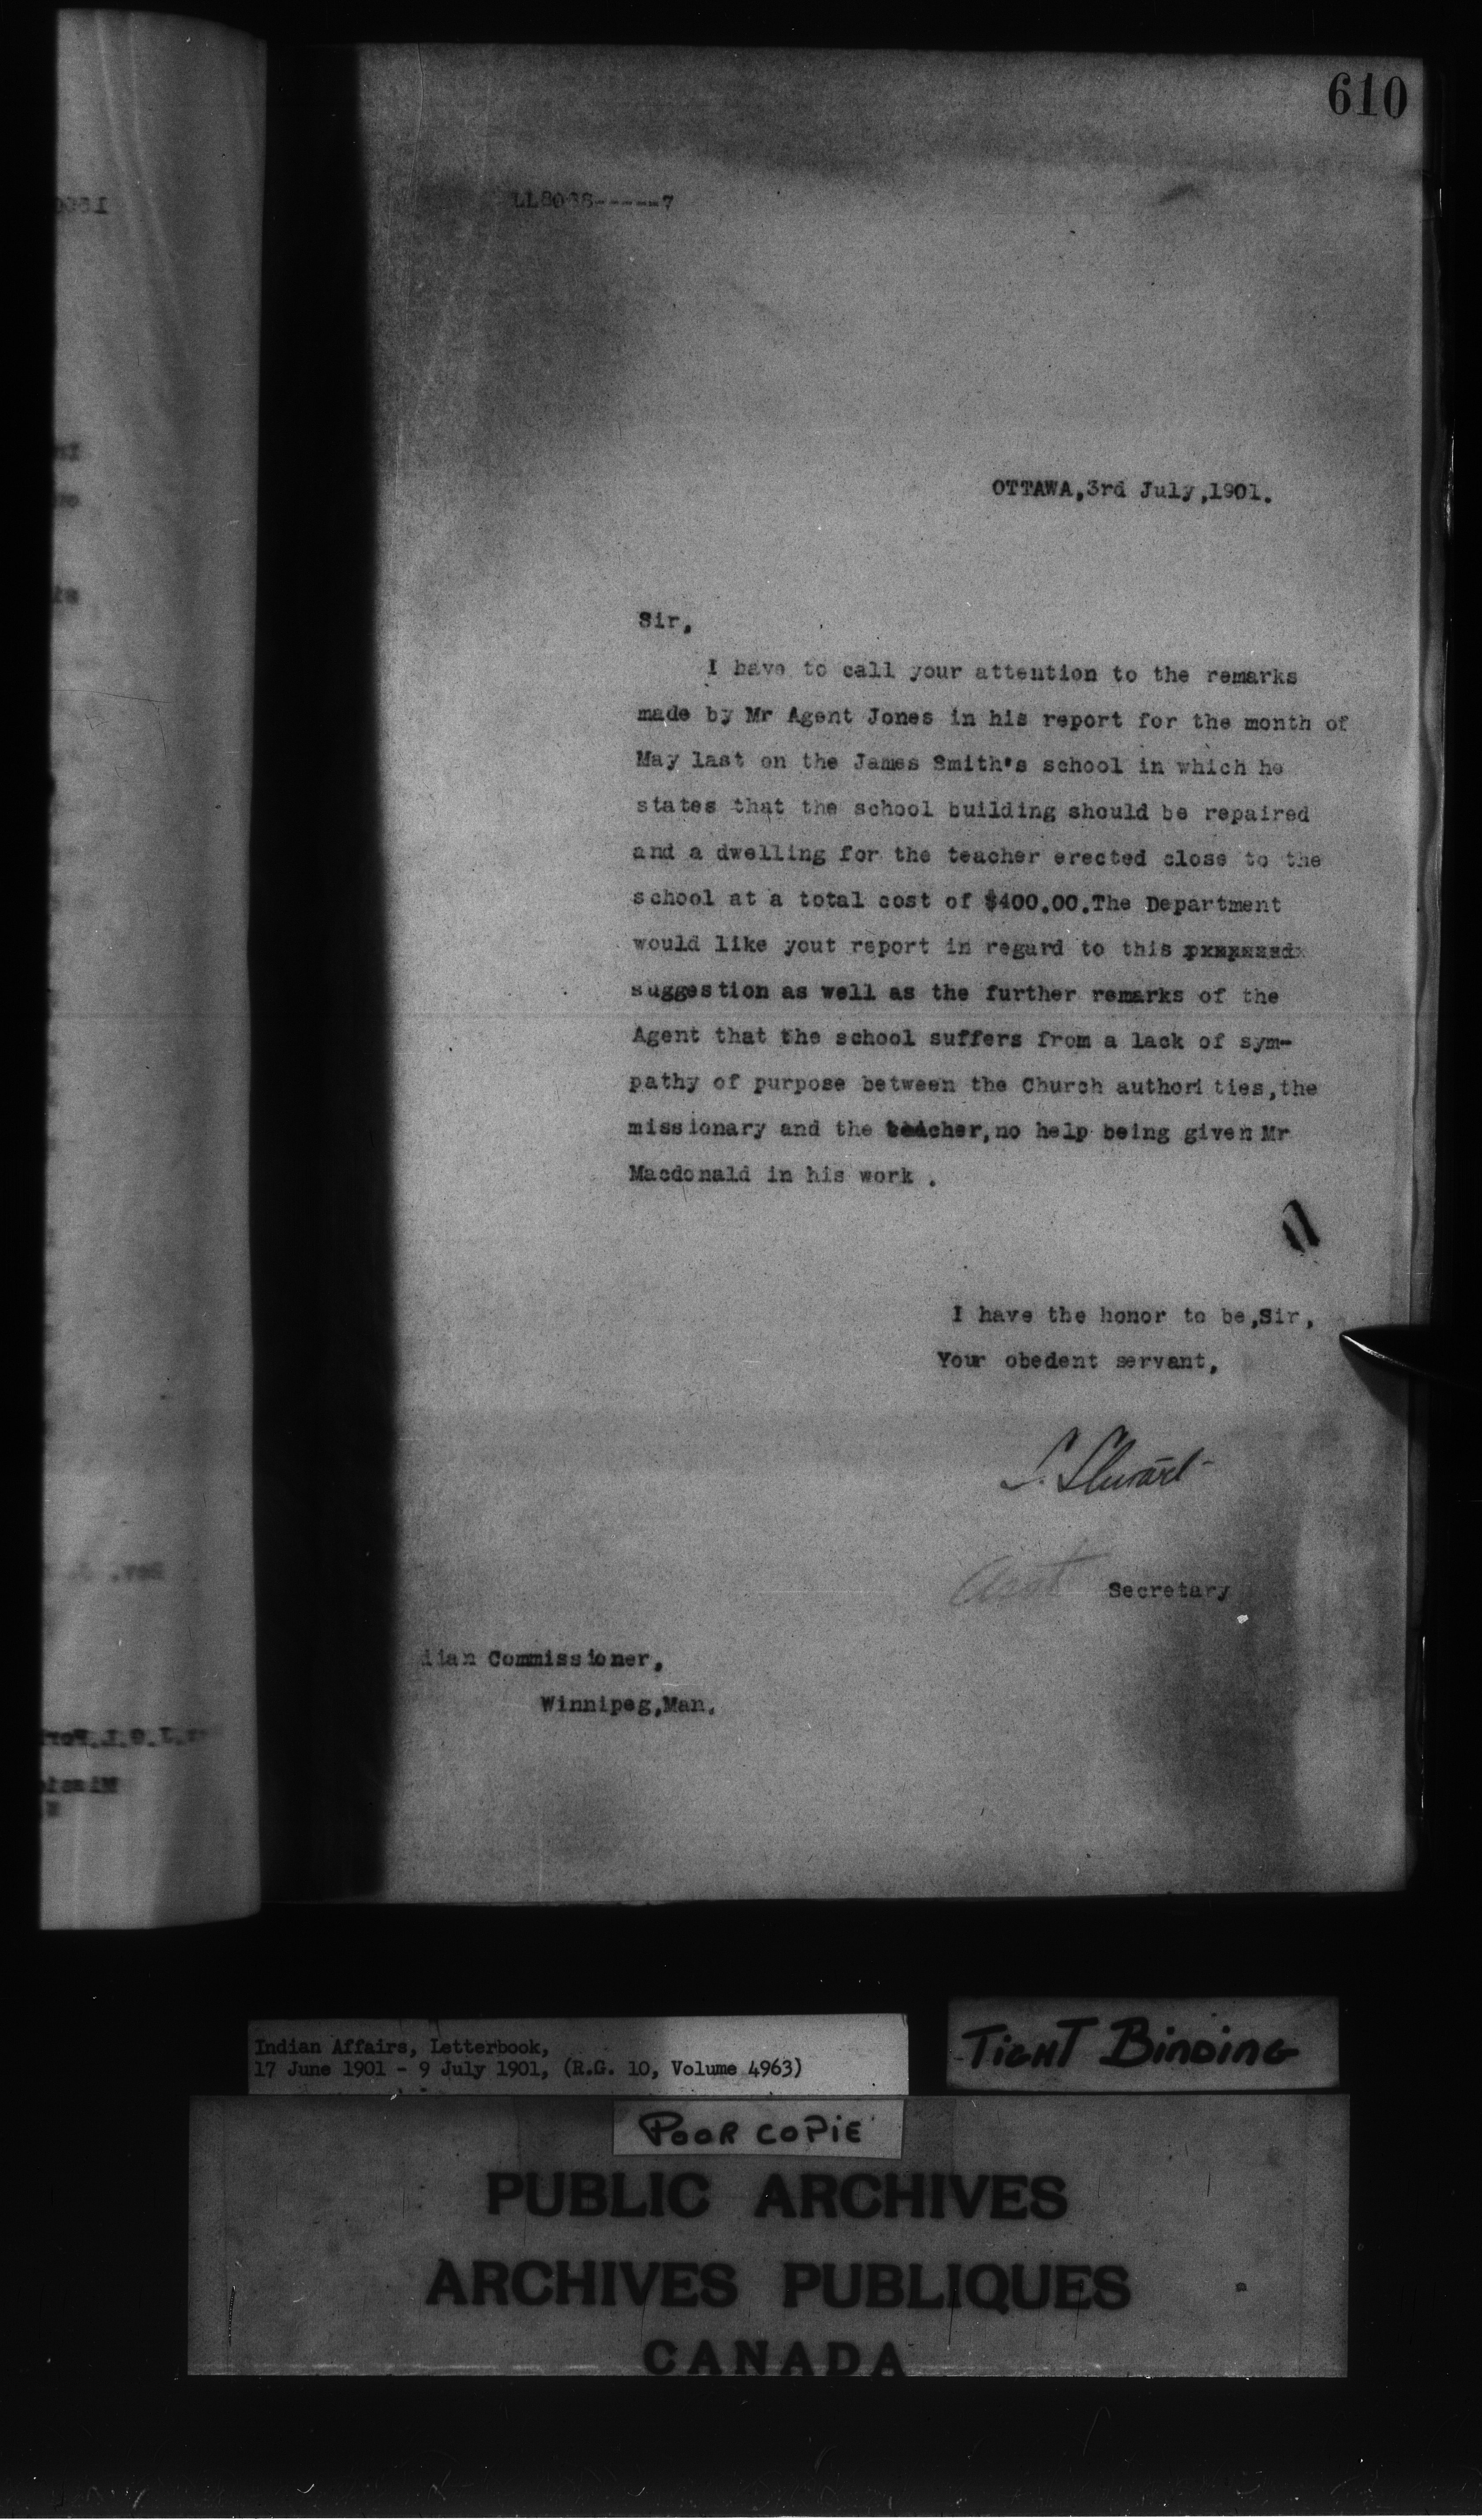 610
OTTAWA,3rd July,1901.
Sir,
I have to call your attention to the remarks
made by Mr Agent Jones in his report for the month of
May last on the James Smith's school in which he
states that the school building should be repaired
and a dwelling for the teacher erected close to the
school at a total cost of $400.00.The Department
would like yout report in regard to this
suggestion as well as the further remarks of the
Agent that the school suffers from a lack of sym-
pathy of purpose between the Church authori ties,the
missionary and the teacher,no help being given Mr
Macdonald in his work .
I have the honor to be,Sir,
Your obedent servant,
S. Stewart
Asst Secretary
dian Commissioner,
Winnipeg,Man.
Indian Affairs, Letterbook,
17 June 1901 - 9 July 1901, (R.G. 10, Volume 4963)
TIGHT BINDING
POOR COPIE
PUBLIC ARCHIVES
ARCHIVES PUBLIQUES
CANADA